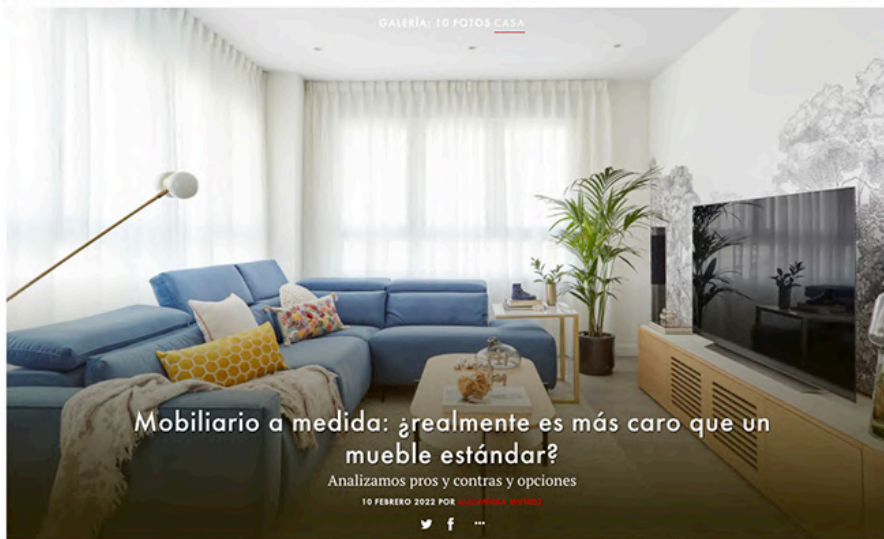 GALERÍA: 10 FOTOS CASA
Mobiliario a medida: ¿realmente es más caro que un
mueble estándar?
Analizamos pros y contras y opciones
10 FEBRERO 2022 POR